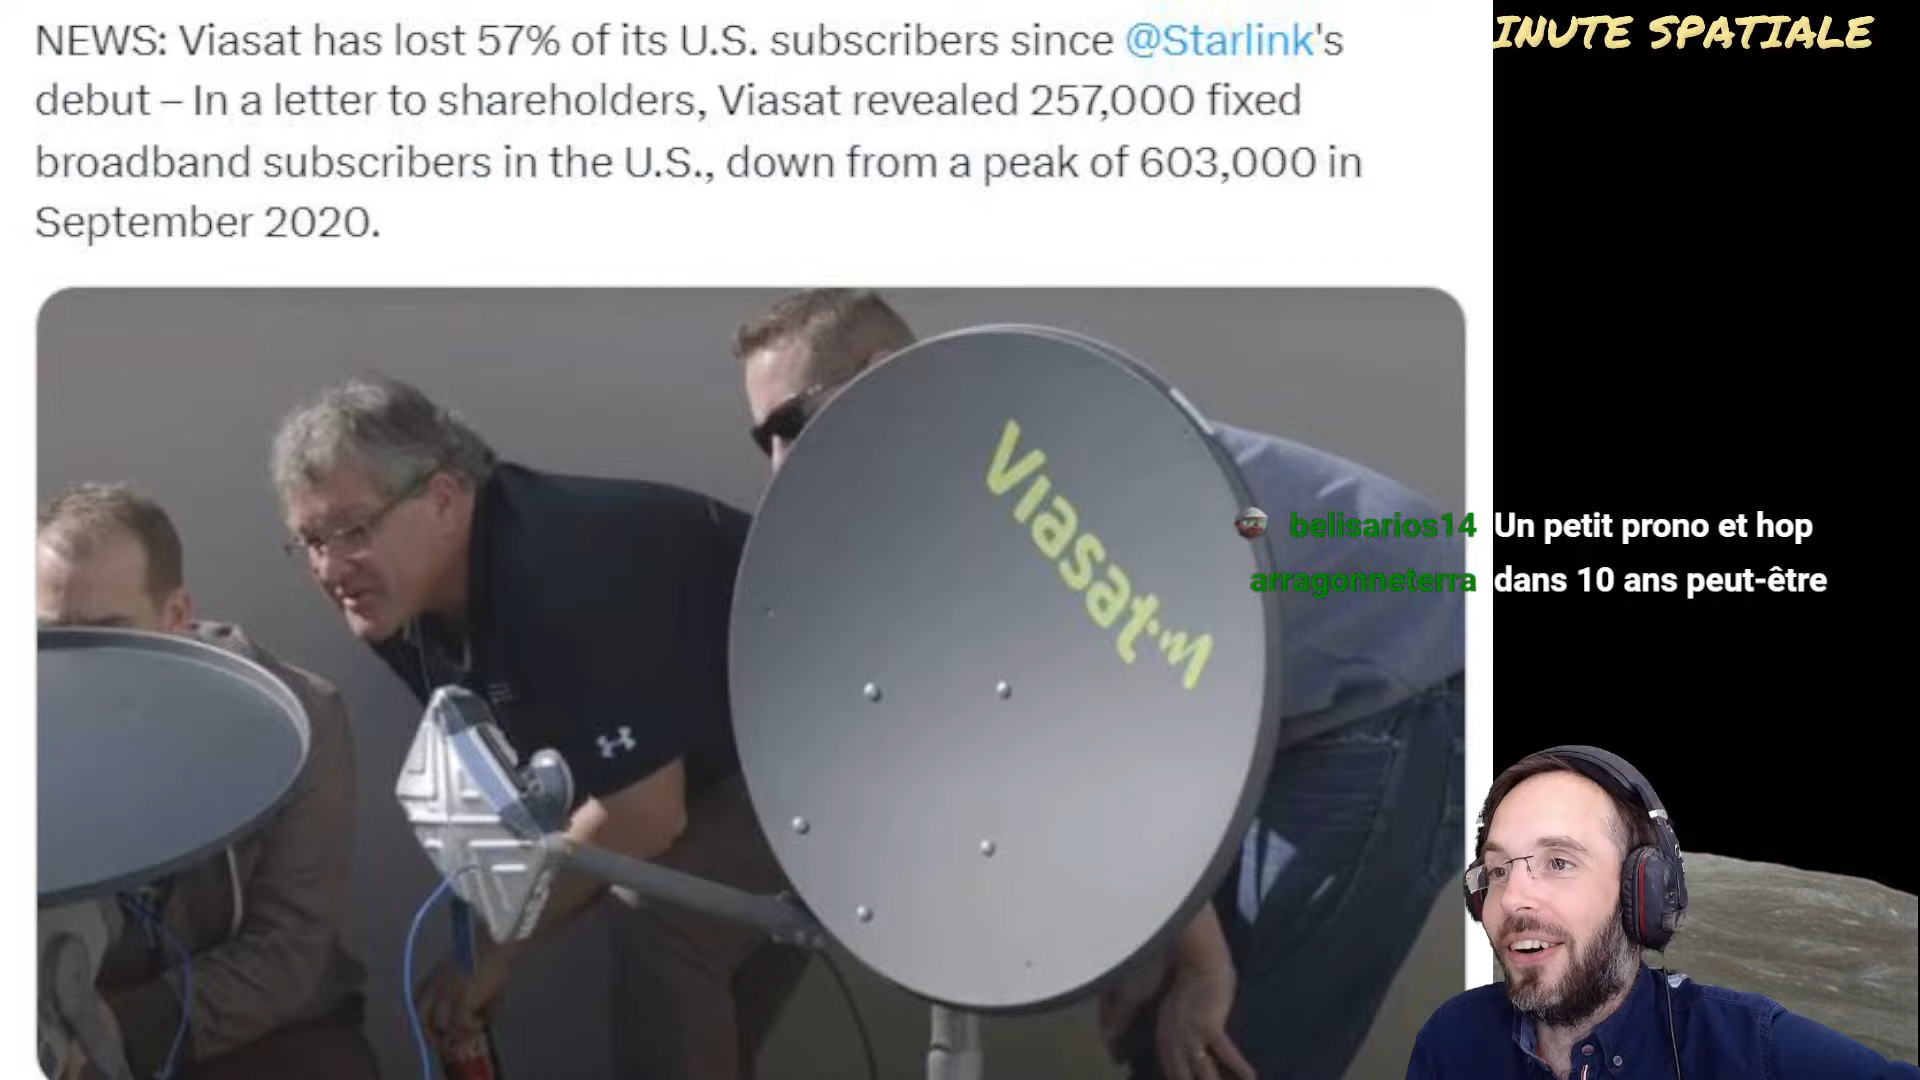 NEWS: Viasat has lost 57% of its U.S. subscribers since @Starlink's
debut – In a letter to shareholders, Viasat revealed 257,000 fixed
broadband subscribers in the U.S., down from a peak of 603,000 in
September 2020.
INUTE SPATIALE
Viasat
belisarios14 Un petit prono et hop
arragonneterra dans 10 ans peut-être